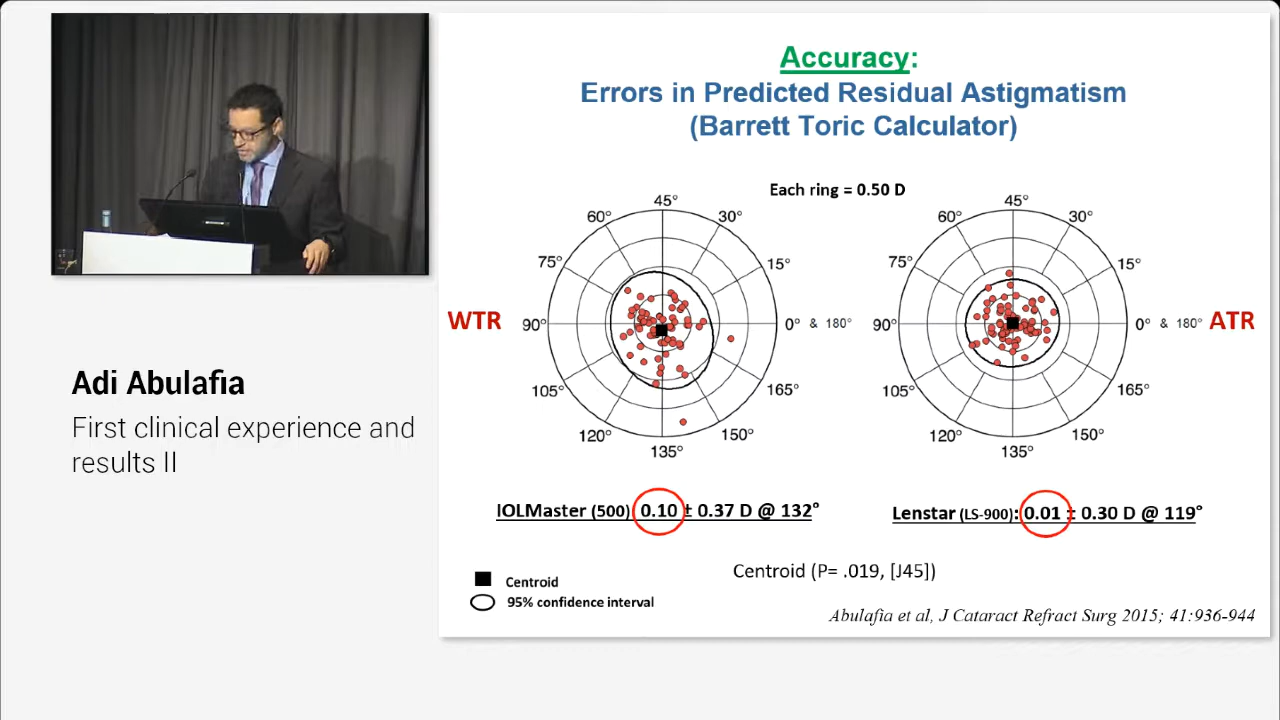 Accuracy:
Errors in Predicted Residual Astigmatism
(Barrett Toric Calculator)
Each ring = 0.50 D
45°
60°
30°
75°
15°
WTR
90°
0° & 180°
105°
165°
120°
150°
135°
45°
60°
30°
75°
15°
90°
0° & 180°
ATR
105°
165°
120°
150°
135°
Adi Abulafia
First clinical experience and
results II
IOLMaster (500) 0.10 ± 0.37 D @ 132°
Lenstar (LS-900): 0.01 ± 0.30 D @ 119°
Centroid (P= .019, [J45])
Centroid
95% confidence interval
Abulafia et al, J Cataract Refract Surg 2015; 41:936-944